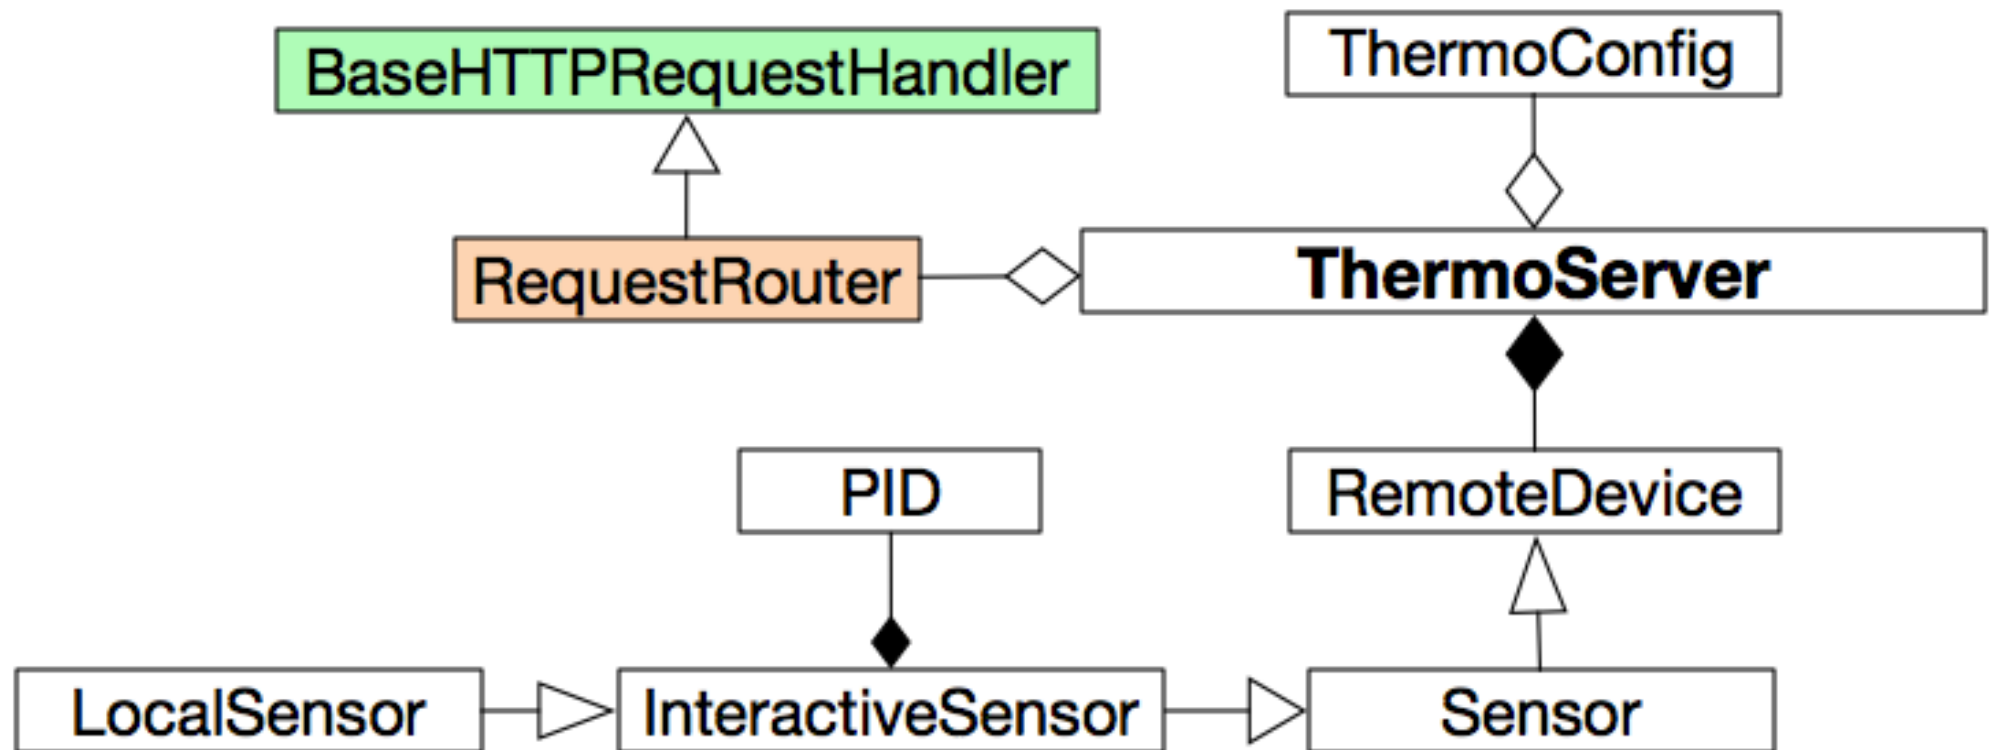 BaseHTTPRequestHandler
ThermoConfig
RequestRouter
ThermoServer
PID
RemoteDevice
LocalSensor
InteractiveSensor
Sensor